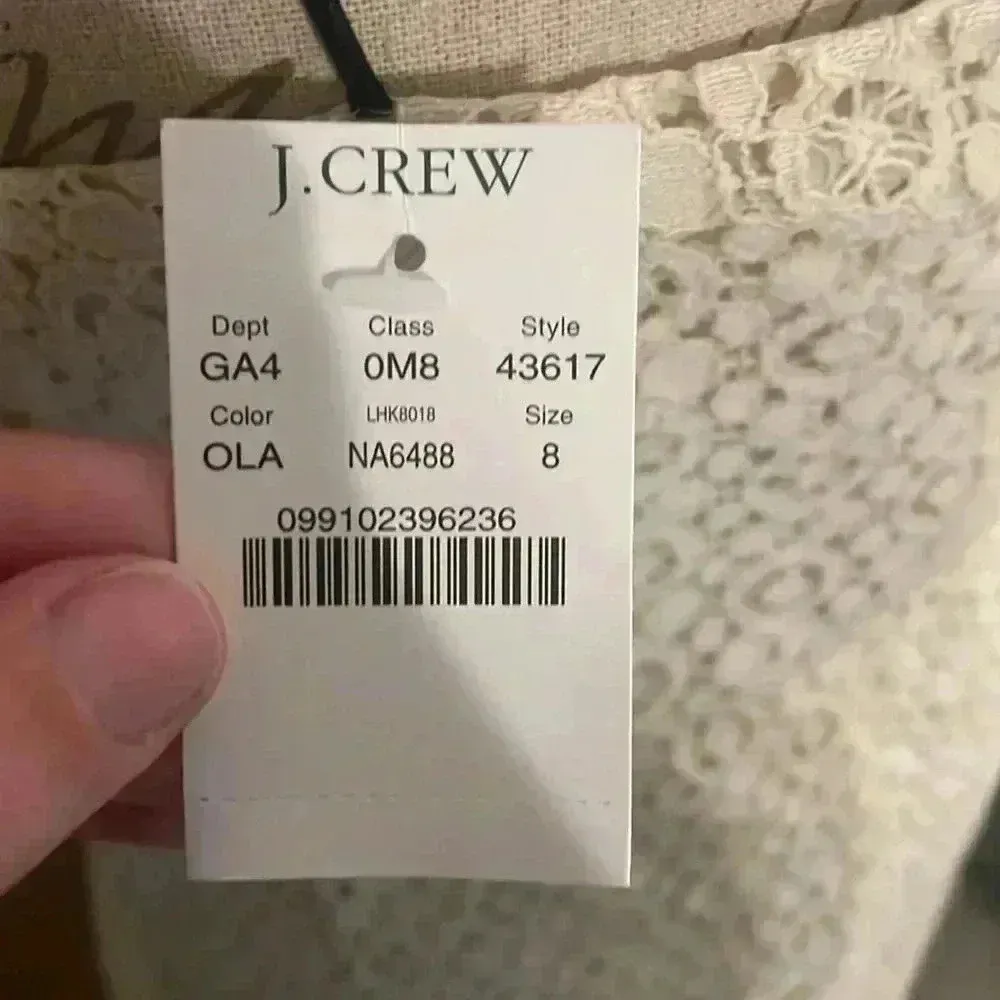 J.CREW
Dept Class Style
GA4 0M8 43617
Color LHK8018 Size
OLA NA6488 8
099102396236